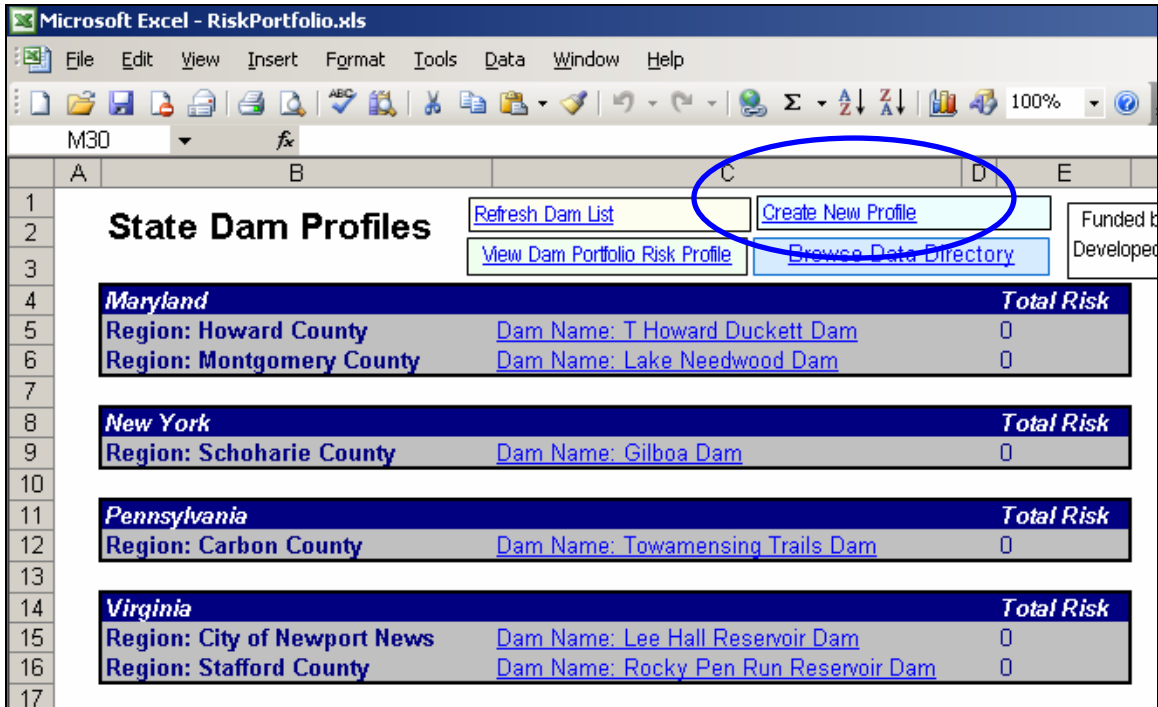 Microsoft Excel - RiskPortfolio.xls
File Edit View Insert Format Tools Data Window Help
ABC Σ A Z Z A 100% ?
M30 fx
A B C D E
1 State Dam Profiles Refresh Dam List Create New Profile Funded b
2 View Dam Portfolio Risk Profile Browse Data Directory Developed
3
4 Maryland Total Risk
5 Region: Howard County Dam Name: T Howard Duckett Dam 0
6 Region: Montgomery County Dam Name: Lake Needwood Dam 0
7
8 New York Total Risk
9 Region: Schoharie County Dam Name: Gilboa Dam 0
10
11 Pennsylvania Total Risk
12 Region: Carbon County Dam Name: Towamensing Trails Dam 0
13
14 Virginia Total Risk
15 Region: City of Newport News Dam Name: Lee Hall Reservoir Dam 0
16 Region: Stafford County Dam Name: Rocky Pen Run Reservoir Dam 0
17